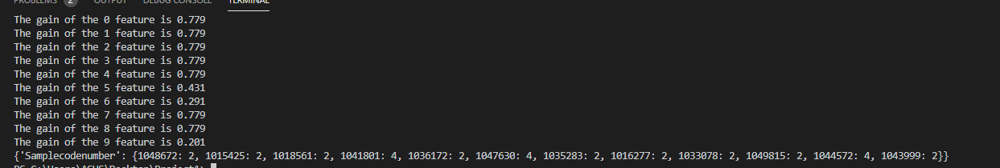 PROBLEMS 2 OUTPUT DEBUG CONSOLE TERMINAL
The gain of the 0 feature is 0.779
The gain of the 1 feature is 0.779
The gain of the 2 feature is 0.779
The gain of the 3 feature is 0.779
The gain of the 4 feature is 0.779
The gain of the 5 feature is 0.431
The gain of the 6 feature is 0.291
The gain of the 7 feature is 0.779
The gain of the 8 feature is 0.779
The gain of the 9 feature is 0.201
{'Samplecodenumber': {1048672: 2, 1015425: 2, 1018561: 2, 1041801: 4, 1036172: 2, 1047630: 4, 1035283: 2, 1016277: 2, 1033078: 2, 1049815: 2, 1044572: 4, 1043999: 2}}
PS C:\Users\ASUS\Desktop\Project1>